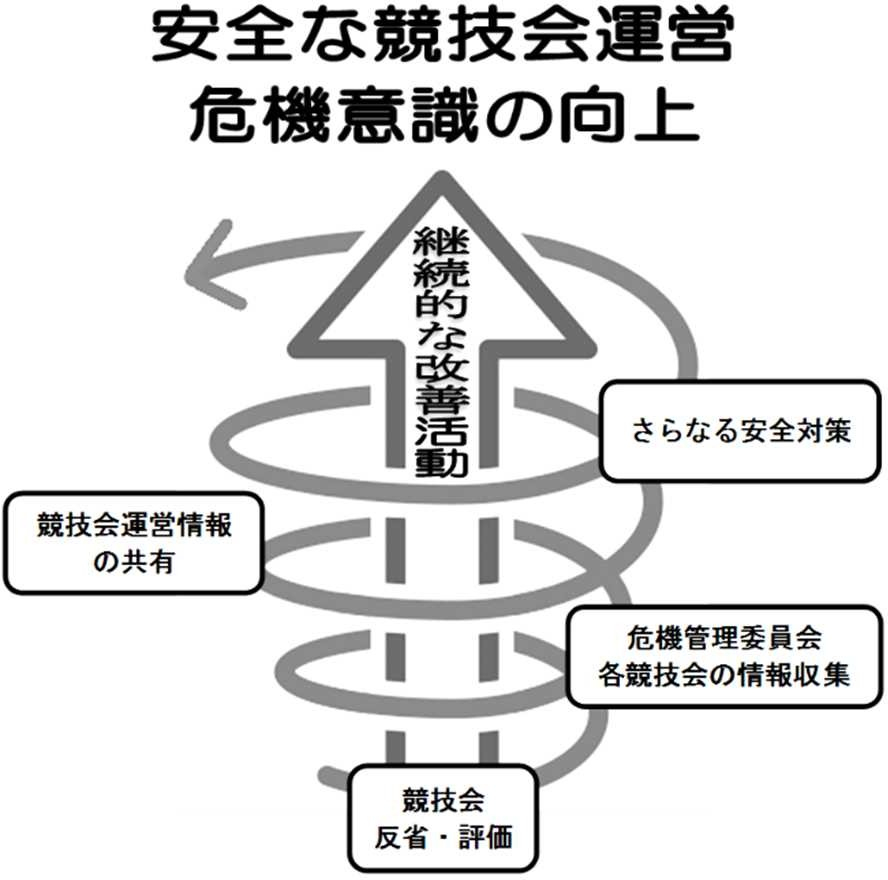 安全な競技会運営
危機意識の向上
継続的な改善活動
さらなる安全対策
競技会運営情報
の共有
危機管理委員会
各競技会の情報収集
競技会
反省・評価